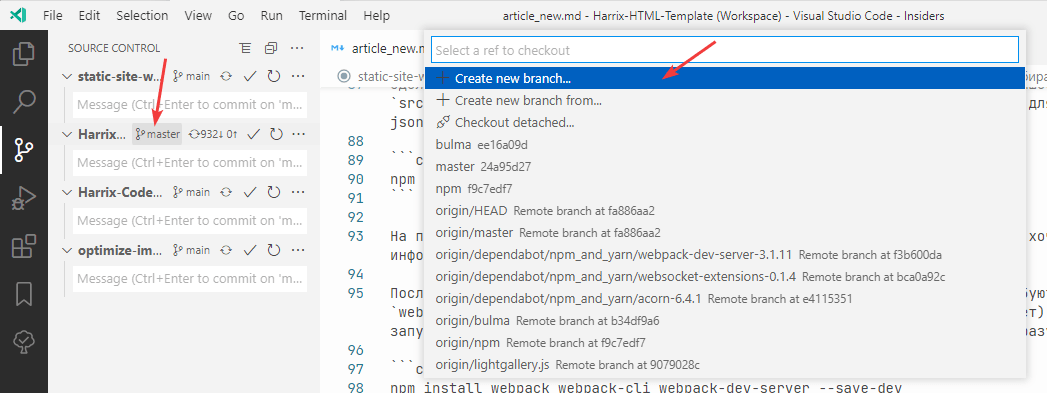 File Edit Selection View Go Run Terminal Help article_new.md - Harrix-HTML-Template (Workspace) - Visual Studio Code - Insiders
SOURCE CONTROL
static-site-w... main
Message (Ctrl+Enter to commit on 'm...
Harrix... master 932↓ 0↑
Message (Ctrl+Enter to commit on 'm...
Harrix-Code... main
Message (Ctrl+Enter to commit on 'm...
optimize-im... main
Message (Ctrl+Enter to commit on 'm...
article_new.m
static-site-w
Select a ref to checkout
Create new branch...
Create new branch from...
Checkout detached...
bulma ee16a09d
master 24a95d27
npm f9c7edf7
origin/HEAD Remote branch at fa886aa2
origin/master Remote branch at fa886aa2
origin/dependabot/npm_and_yarn/webpack-dev-server-3.1.11 Remote branch at f3b600da
origin/dependabot/npm_and_yarn/websocket-extensions-0.1.4 Remote branch at bca0a92c
origin/dependabot/npm_and_yarn/acorn-6.4.1 Remote branch at e4115351
origin/bulma Remote branch at b34df9a6
origin/npm Remote branch at f9c7edf7
origin/lightgallery.js Remote branch at 9079028c
`src
json
88
89 ```c
90 npm
91 ```
92
93 На п хоч
инфо
94
95 Посл буют
`web ет)
запу разу
96
97 ```c
98 npm install webpack webpack-cli webpack-dev-server --save-dev